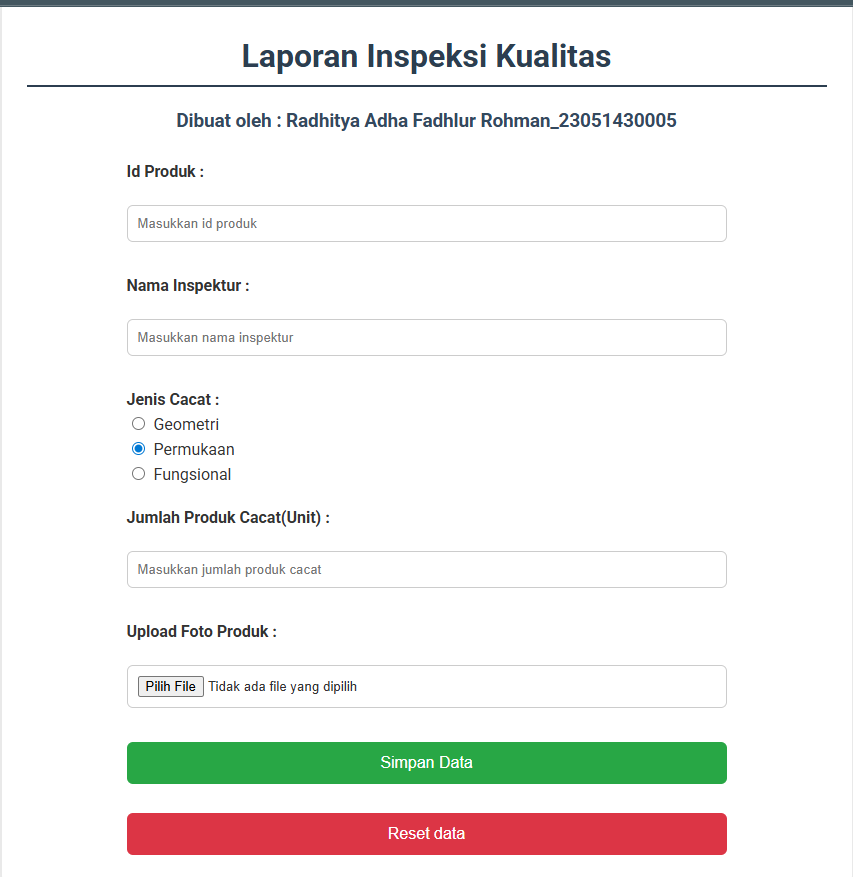 Laporan Inspeksi Kualitas
Dibuat oleh : Radhitya Adha Fadhlur Rohman_23051430005
Id Produk :
Masukkan id produk
Nama Inspektur :
Masukkan nama inspektur
Jenis Cacat :
Geometri
Permukaan
Fungsional
Jumlah Produk Cacat(Unit) :
Masukkan jumlah produk cacat
Upload Foto Produk :
Pilih File Tidak ada file yang dipilih
Simpan Data
Reset data